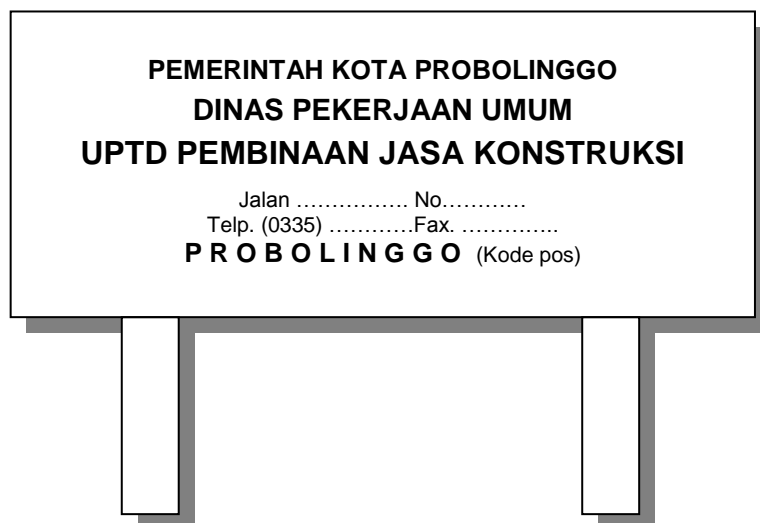 PEMERINTAH KOTA PROBOLINGGO
DINAS PEKERJAAN UMUM
UPTD PEMBINAAN JASA KONSTRUKSI
Jalan ……………. No…………
Telp. (0335) …………Fax. …………..
P R O B O L I N G G O (Kode pos)